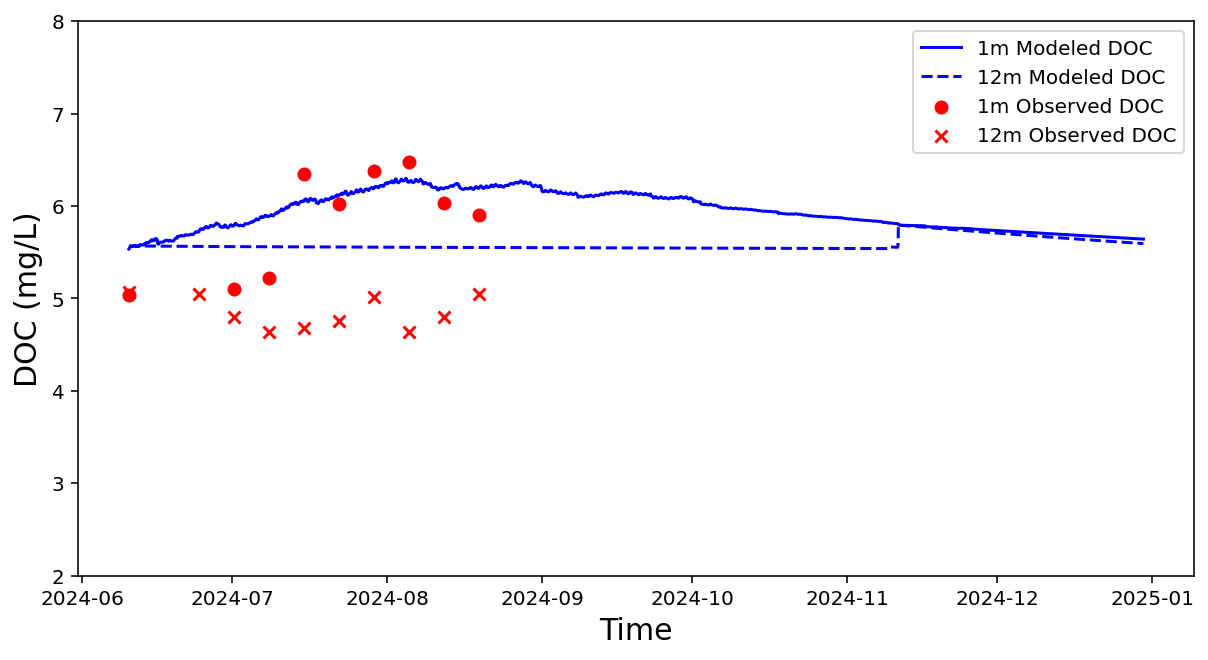 8
7
6
5
4
3
2
DOC (mg/L)
1m Modeled DOC
12m Modeled DOC
1m Observed DOC
12m Observed DOC
2024-06 2024-07 2024-08 2024-09 2024-10 2024-11 2024-12 2025-01
Time